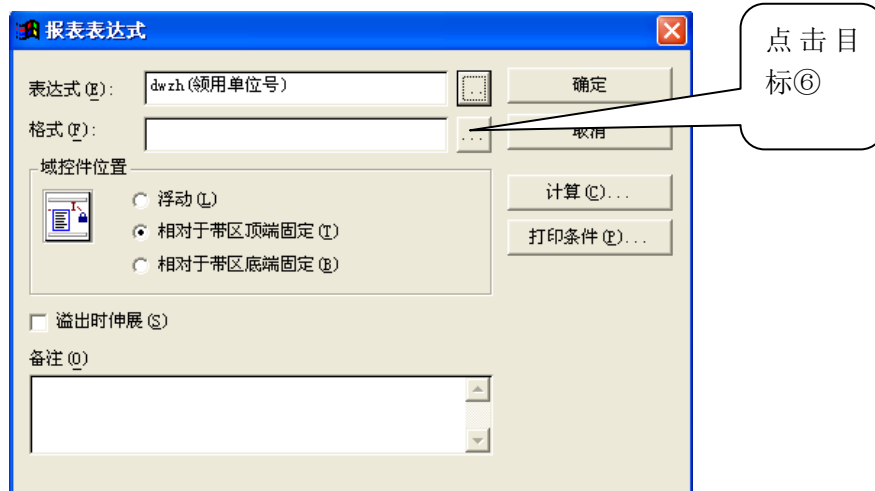 报表表达式
表达式(E):
dwzh(领用单位号)
..
确定
格式(F):
...
取消
域控件位置
浮动(L)
相对于带区顶端固定(T)
相对于带区底端固定(B)
计算(C)...
打印条件(P)...
溢出时伸展(S)
备注(O)
点击目
标⑥